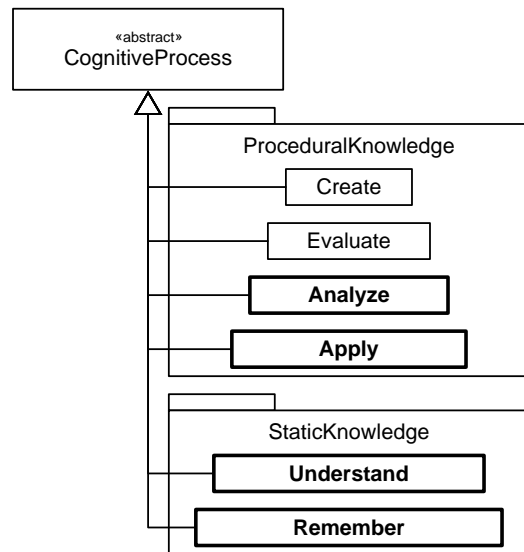 «abstract»
CognitiveProcess
ProceduralKnowledge
Create
Evaluate
Analyze
Apply
StaticKnowledge
Understand
Remember